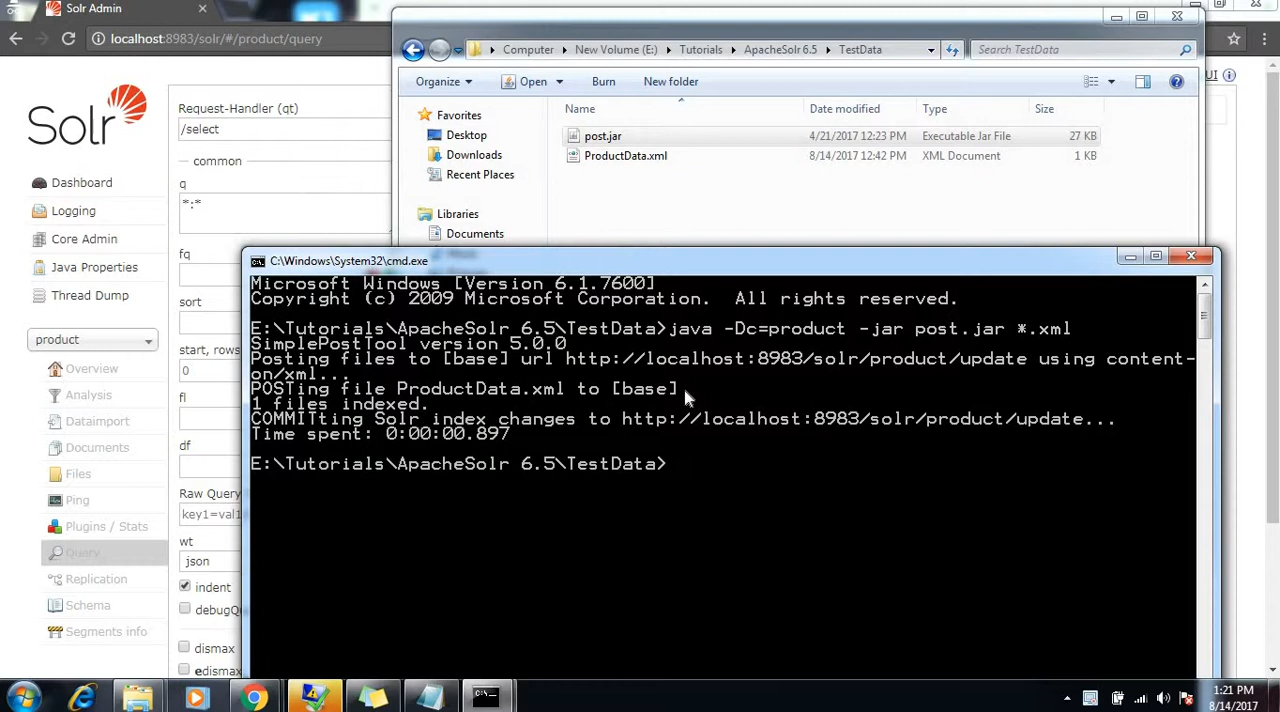 Solr Admin
localhost:8983/solr/#/product/query
Solr
Dashboard
Logging
Core Admin
Java Properties
Thread Dump
product
Overview
Analysis
Dataimport
Documents
Files
Ping
Plugins / Stats
Query
Replication
Schema
Segments info
Request-Handler (qt)
/select
common
q
*:*
fq
sort
start, rows
0
fl
df
Raw Query
key1=val1
wt
json
indent
debugQ
dismax
edismax
UI
Computer New Volume (E:) Tutorials ApacheSolr 6.5 TestData
Search TestData
Organize Open Burn New folder
Favorites
Desktop
Downloads
Recent Places
Libraries
Documents
Name Date modified Type Size
post.jar 4/21/2017 12:23 PM Executable Jar File 27 KB
ProductData.xml 8/14/2017 12:42 PM XML Document 1 KB
C:\Windows\System32\cmd.exe
Microsoft Windows [Version 6.1.7600]
Copyright (c) 2009 Microsoft Corporation.  All rights reserved.
E:\Tutorials\ApacheSolr 6.5\TestData>java -Dc=product -jar post.jar *.xml
SimplePostTool version 5.0.0
Posting files to [base] url http://localhost:8983/solr/product/update using content-
on/xml...
POSTing file ProductData.xml to [base]
1 files indexed.
COMMITting Solr index changes to http://localhost:8983/solr/product/update...
Time spent: 0:00:00.897
E:\Tutorials\ApacheSolr 6.5\TestData>
1:21 PM
8/14/2017